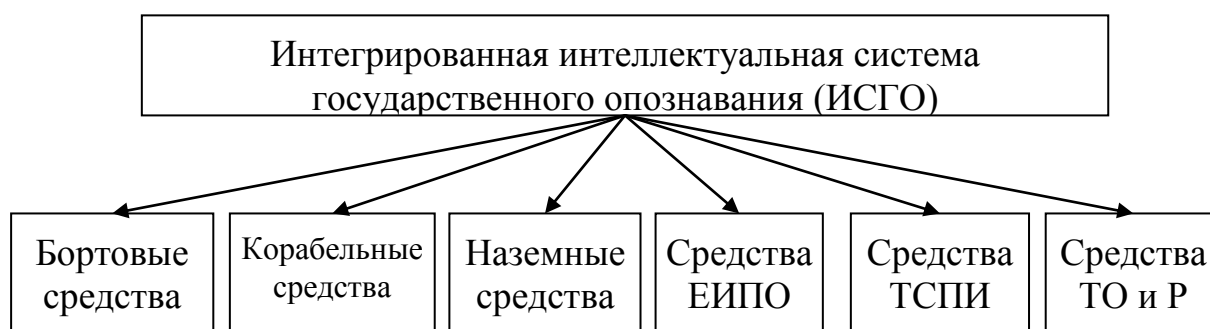 Интегрированная интеллектуальная система
государственного опознавания (ИСГО)
Бортовые
средства
Корабельные
средства
Наземные
средства
Средства
ЕИПО
Средства
ТСПИ
Средства
ТО и Р